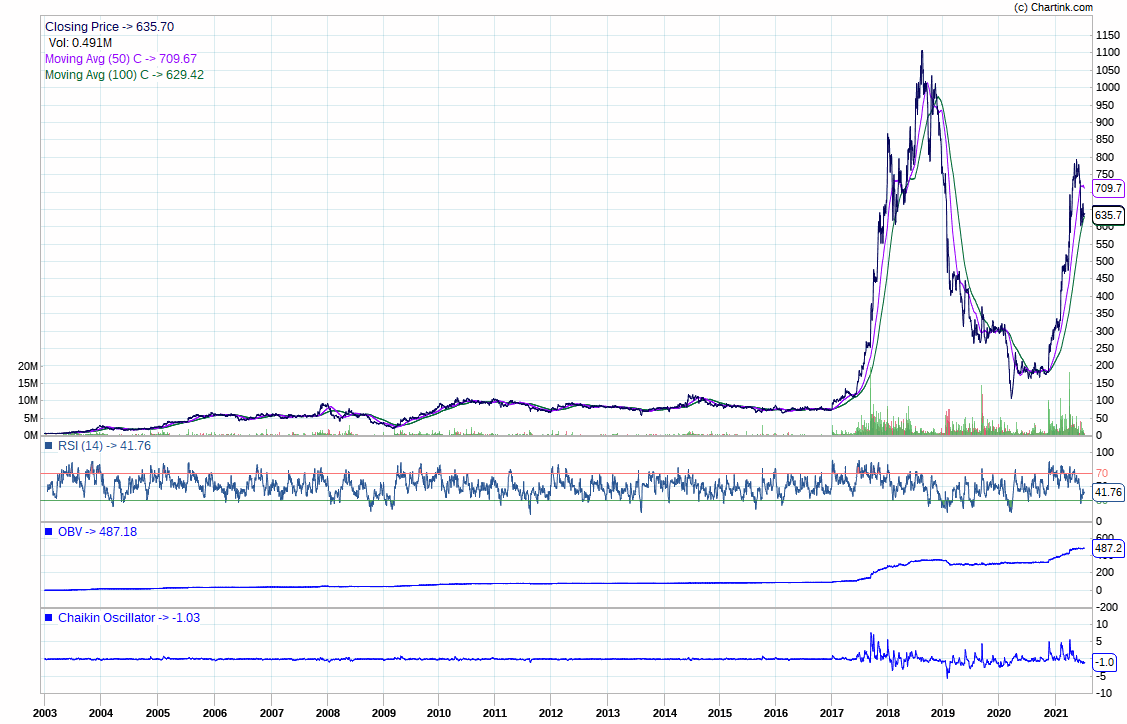 (c) Chartink.com
Closing Price -> 635.70
Vol: 0.491M
Moving Avg (50) C -> 709.67
Moving Avg (100) C -> 629.42
1150
1100
1050
1000
950
900
850
800
750
709.7
635.7
600
550
500
450
400
350
300
250
200
150
100
50
0
20M
15M
10M
5M
0M
RSI (14) -> 41.76
100
70
41.76
0
OBV -> 487.18
600
487.2
200
0
-200
Chaikin Oscillator -> -1.03
10
5
-1.0
-5
-10
2003 2004 2005 2006 2007 2008 2009 2010 2011 2012 2013 2014 2015 2016 2017 2018 2019 2020 2021